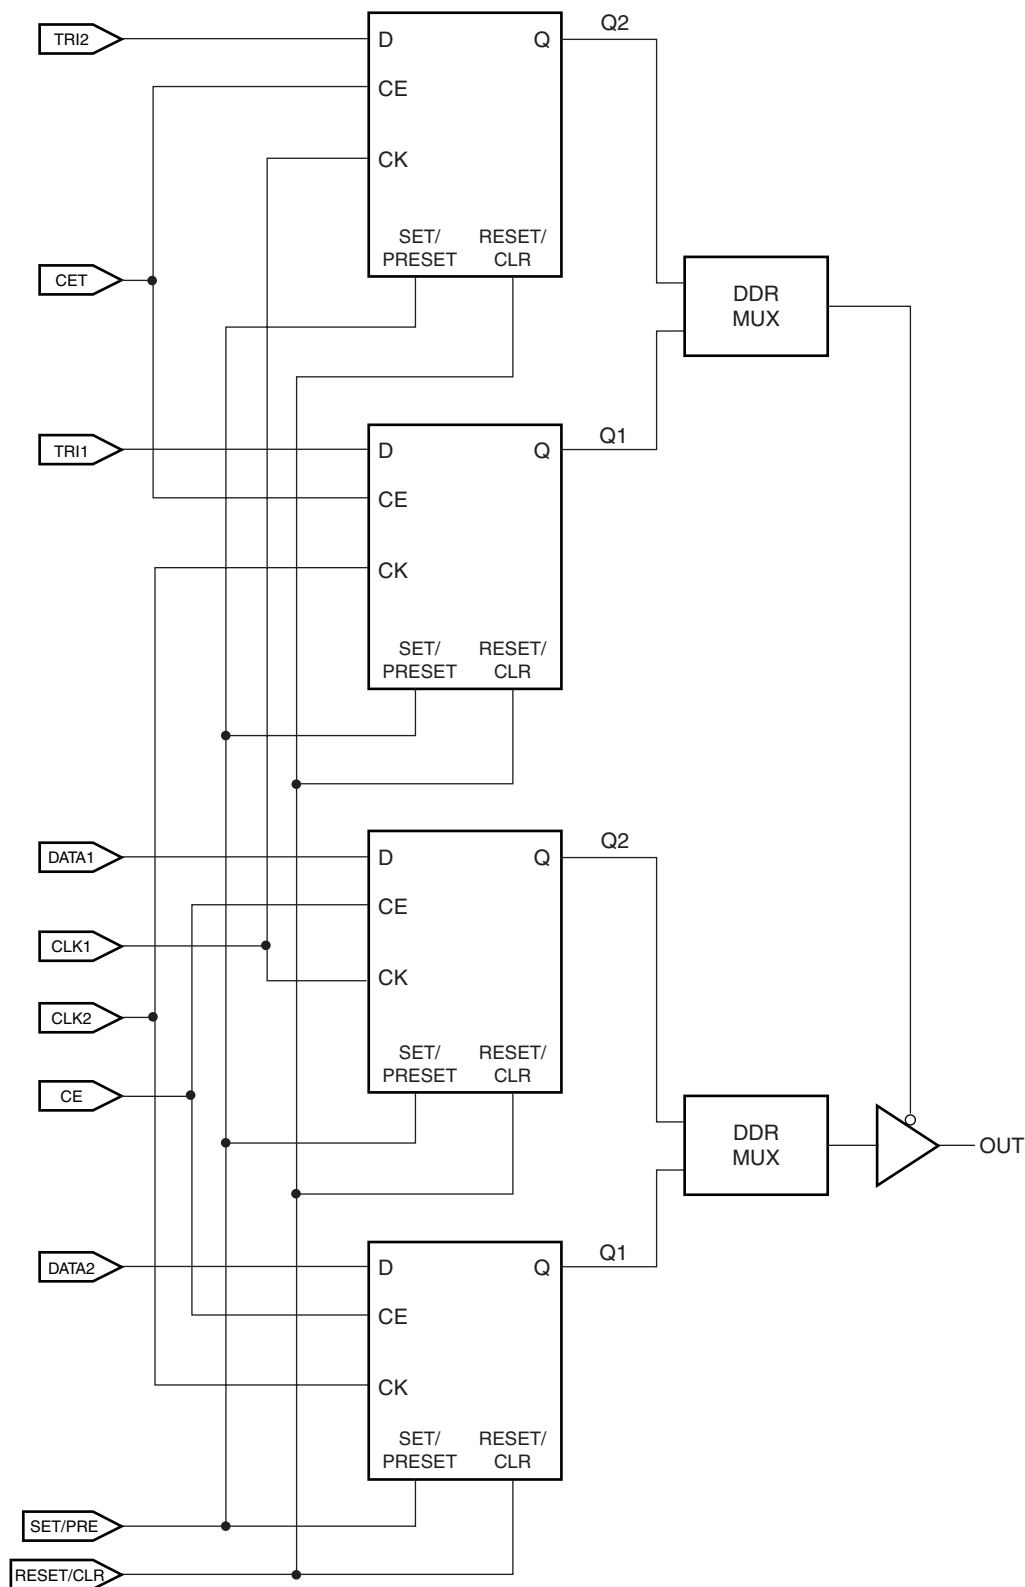 Q2
TRI2
D
Q
CE
CK
SET/
PRESET
RESET/
CLR
CET
DDR
MUX
Q1
TRI1
D
Q
CE
CK
SET/
PRESET
RESET/
CLR
Q2
DATA1
D
Q
CE
CLK1
CK
CLK2
SET/
PRESET
RESET/
CLR
CE
DDR
MUX
OUT
Q1
DATA2
D
Q
CE
CK
SET/
PRESET
RESET/
CLR
SET/PRE
RESET/CLR